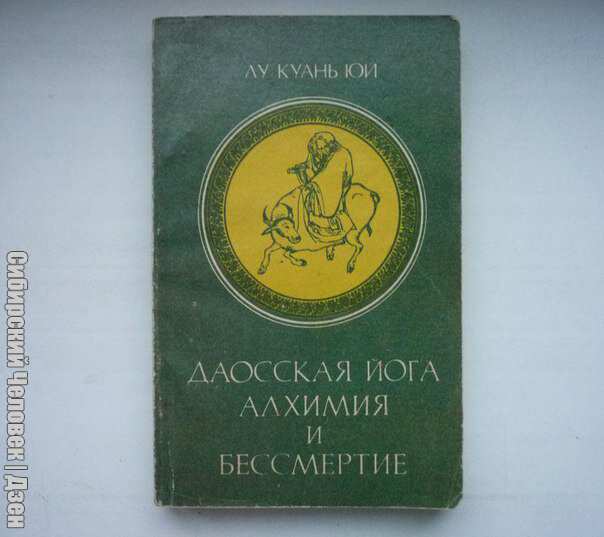 ЛУ КУАНЬ ЮЙ
ДАОССКАЯ ЙОГА
АЛХИМИЯ
И
БЕССМЕРТИЕ
Сибирский Человек | Дзен